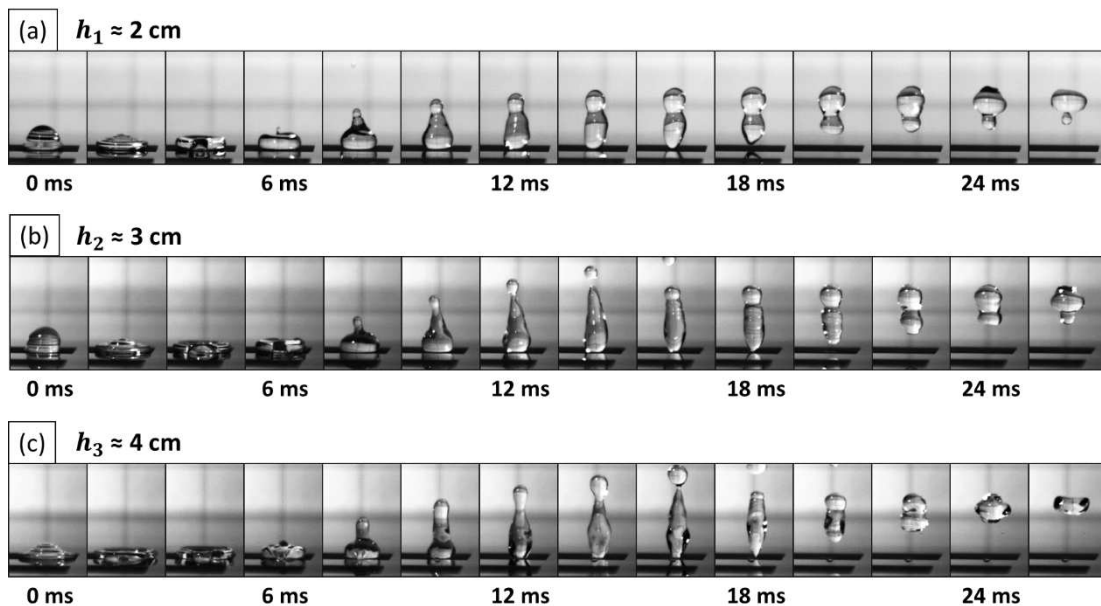 (a) h₁ ≈ 2 cm
0 ms 6 ms 12 ms 18 ms 24 ms
(b) h₂ ≈ 3 cm
0 ms 6 ms 12 ms 18 ms 24 ms
(c) h₃ ≈ 4 cm
0 ms 6 ms 12 ms 18 ms 24 ms